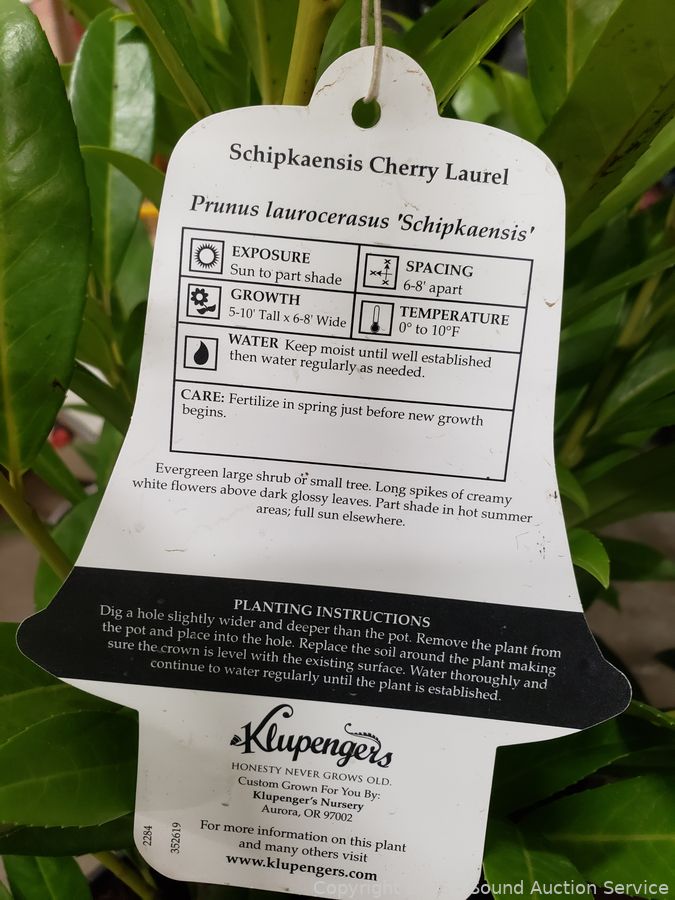 Schipkaensis Cherry Laurel
Prunus laurocerasus 'Schipkaensis'
EXPOSURE
Sun to part shade
SPACING
6-8' apart
GROWTH
5-10' Tall x 6-8' Wide
TEMPERATURE
0° to 10°F
WATER Keep moist until well established
then water regularly as needed.
CARE: Fertilize in spring just before new growth
begins.
Evergreen large shrub or small tree. Long spikes of creamy
white flowers above dark glossy leaves. Part shade in hot summer
areas; full sun elsewhere.
PLANTING INSTRUCTIONS
Dig a hole slightly wider and deeper than the pot. Remove the plant from
the pot and place into the hole. Replace the soil around the plant making
sure the crown is level with the existing surface. Water thoroughly and
continue to water regularly until the plant is established.
Klupengers
HONESTY NEVER GROWS OLD.
Custom Grown For You By:
Klupenger's Nursery
Aurora, OR 97002
For more information on this plant
and many others visit
www.klupengers.com
2284
352619
Copyright Sound Auction Service